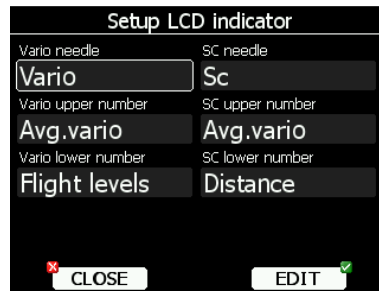 Setup LCD indicator
Vario needle SC needle
Vario Sc
Vario upper number SC upper number
Avg.vario Avg.vario
Vario lower number SC lower number
Flight levels Distance
CLOSE EDIT